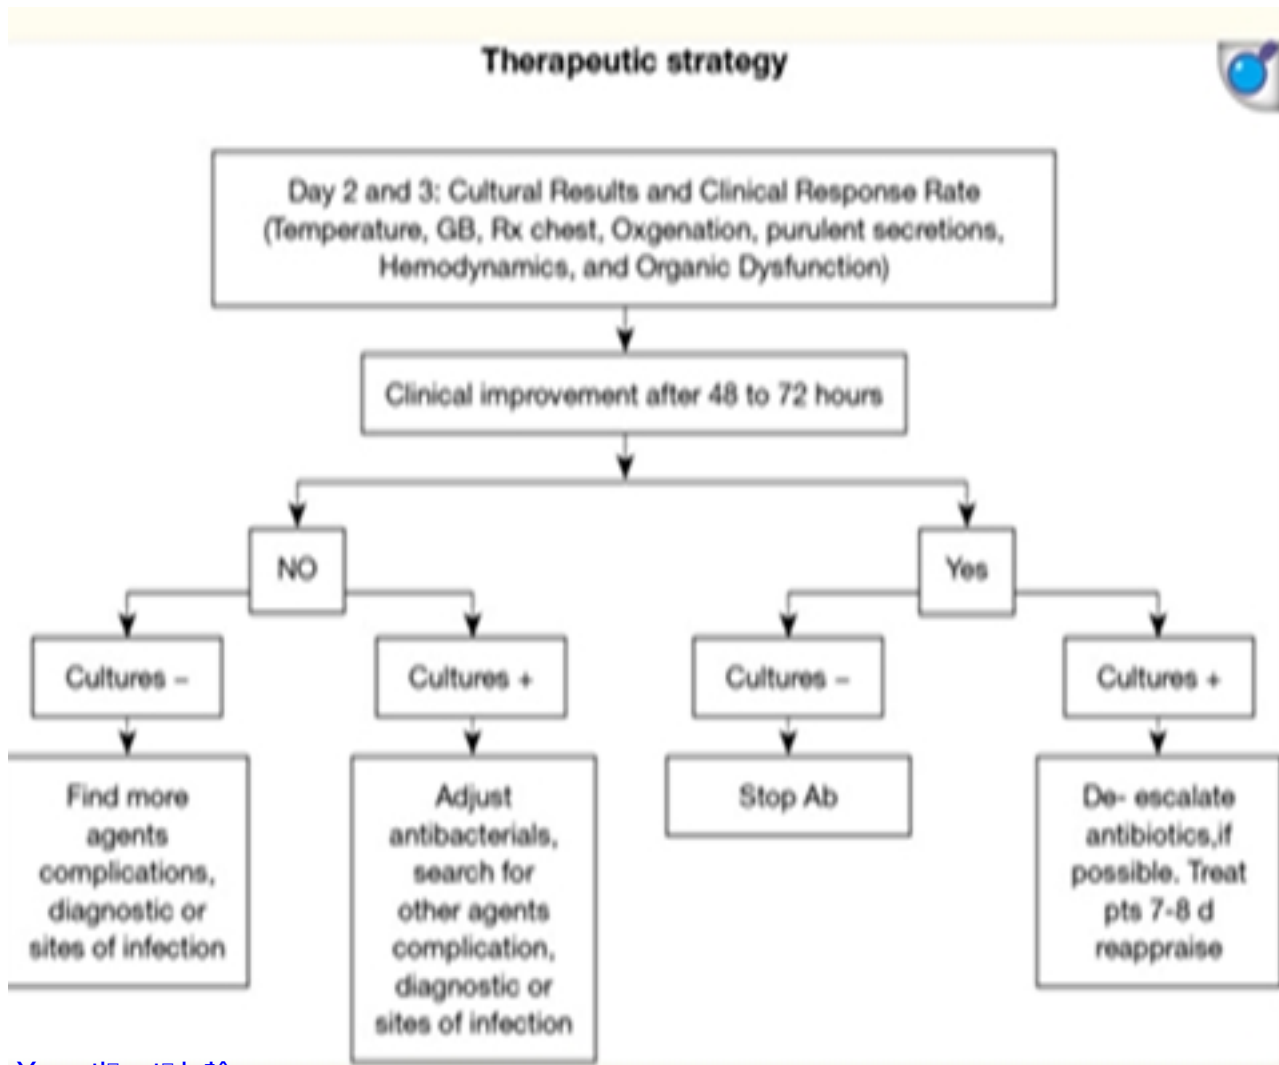 Therapeutic strategy
Day 2 and 3: Cultural Results and Clinical Response Rate
(Temperature, GB, Rx chest, Oxgenation, purulent secretions,
Hemodynamics, and Organic Dysfunction)
Clinical improvement after 48 to 72 hours
NO
Yes
Cultures –
Cultures +
Cultures –
Cultures +
Find more
agents
complications,
diagnostic or
sites of infection
Adjust
antibacterials,
search for
other agents
complication,
diagnostic or
sites of infection
Stop Ab
De- escalate
antibiotics,if
possible. Treat
pts 7-8 d
reappraise